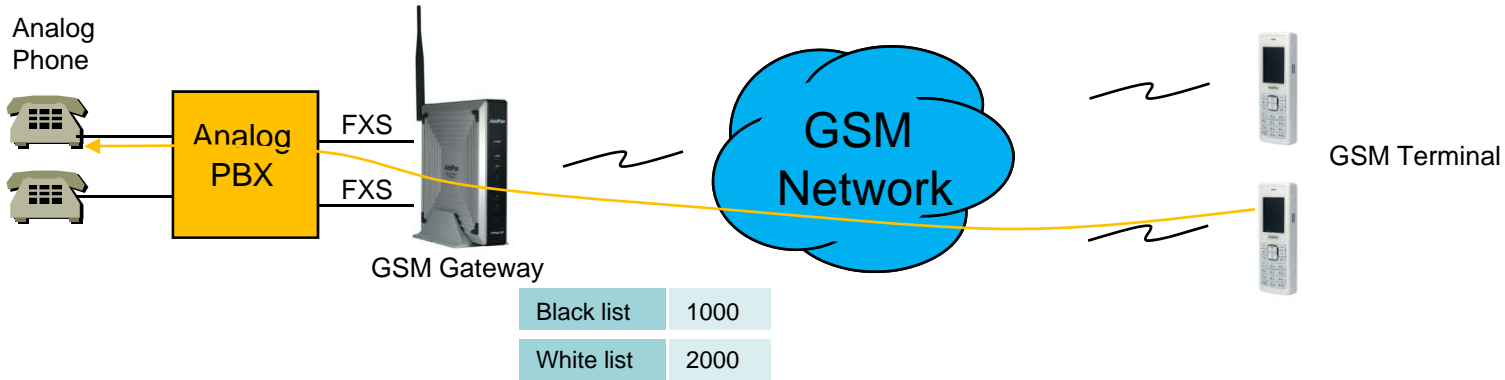 Analog
Phone
Analog
PBX
FXS
FXS
GSM Gateway
GSM
Network
GSM Terminal
Black list 1000
White list 2000